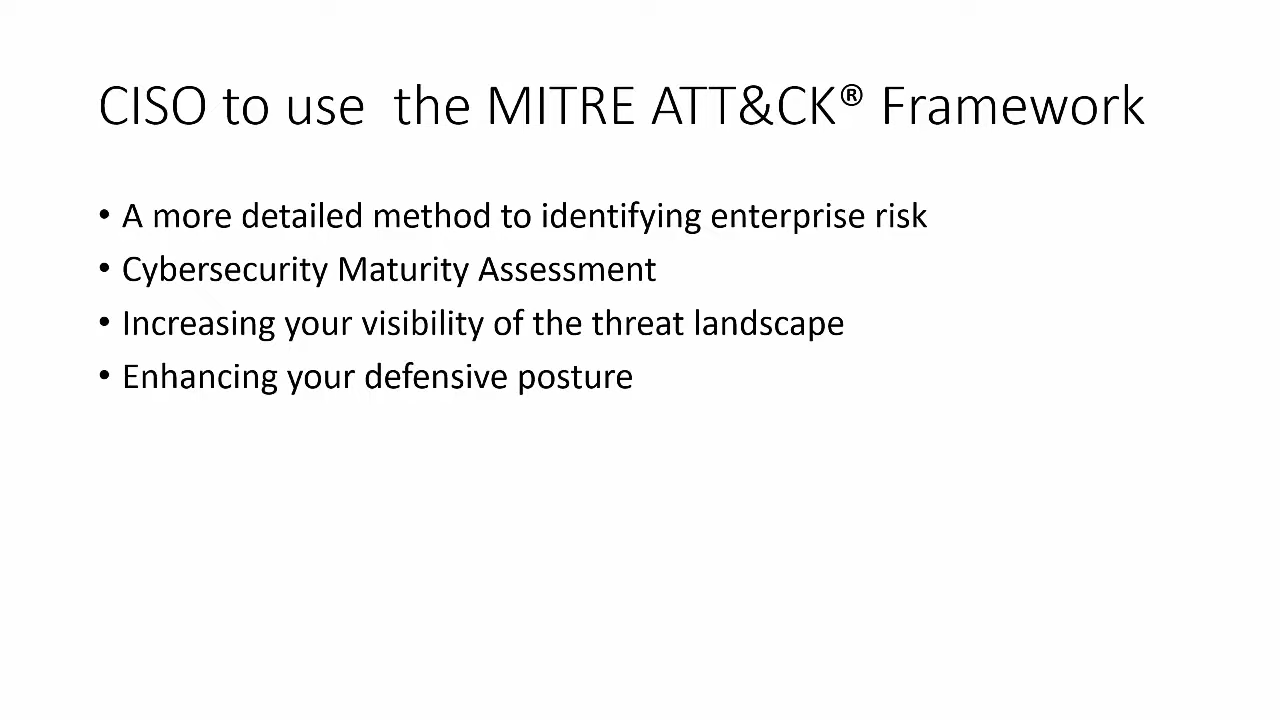 CISO to use  the MITRE ATT&CK® Framework
• A more detailed method to identifying enterprise risk
• Cybersecurity Maturity Assessment
• Increasing your visibility of the threat landscape
• Enhancing your defensive posture